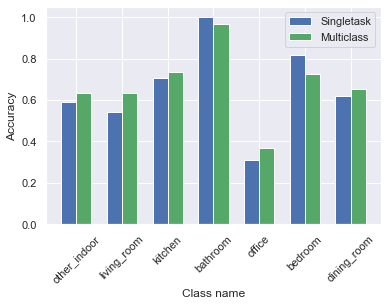 Singletask
Multiclass
Accuracy
1.0
0.8
0.6
0.4
0.2
0.0
other_indoor
living_room
kitchen
bathroom
office
bedroom
dining_room
Class name